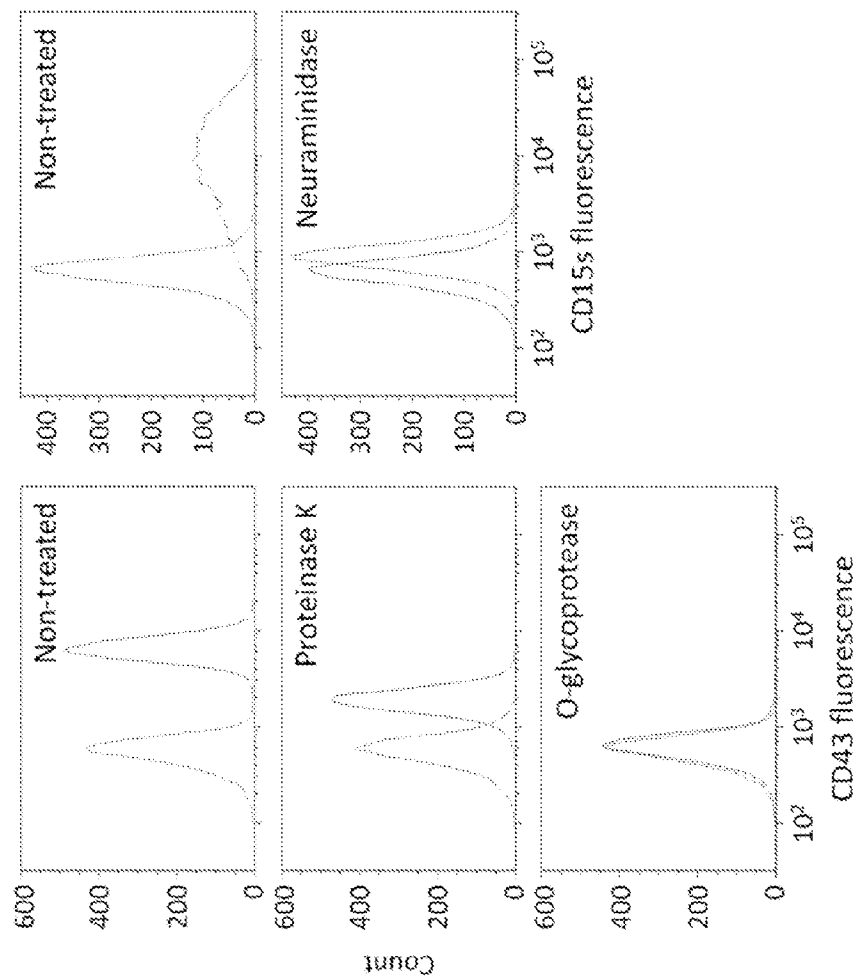 Non-treated
600
400
200
0
Proteinase K
600
400
200
0
O-glycoprotease
600
400
200
0
10² 10³ 10⁴ 10⁵
CD43 fluorescence
Count
Non-treated
400
300
200
100
0
Neuraminidase
400
300
200
100
0
10² 10³ 10⁴ 10⁵
CD15s fluorescence